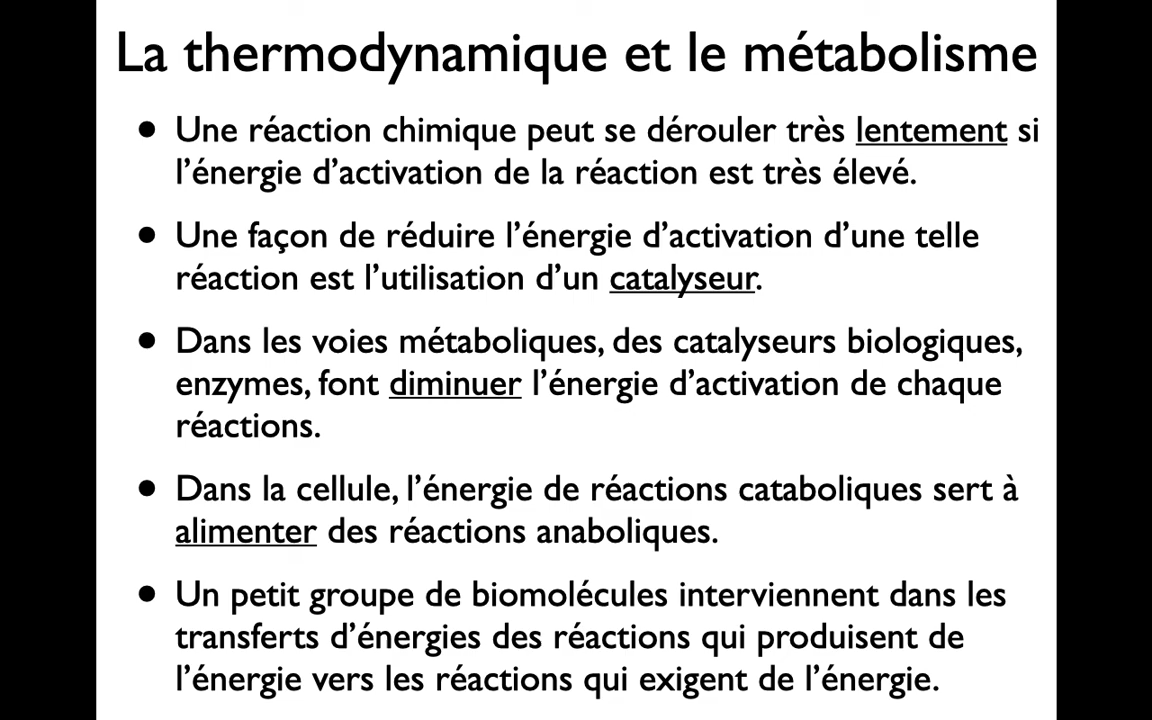 La thermodynamique et le métabolisme
• Une réaction chimique peut se dérouler très lentement si
l’énergie d’activation de la réaction est très élevé.
• Une façon de réduire l’énergie d’activation d’une telle
réaction est l’utilisation d’un catalyseur.
• Dans les voies métaboliques, des catalyseurs biologiques,
enzymes, font diminuer l’énergie d’activation de chaque
réactions.
• Dans la cellule, l’énergie de réactions cataboliques sert à
alimenter des réactions anaboliques.
• Un petit groupe de biomolécules interviennent dans les
transferts d’énergies des réactions qui produisent de
l’énergie vers les réactions qui exigent de l’énergie.